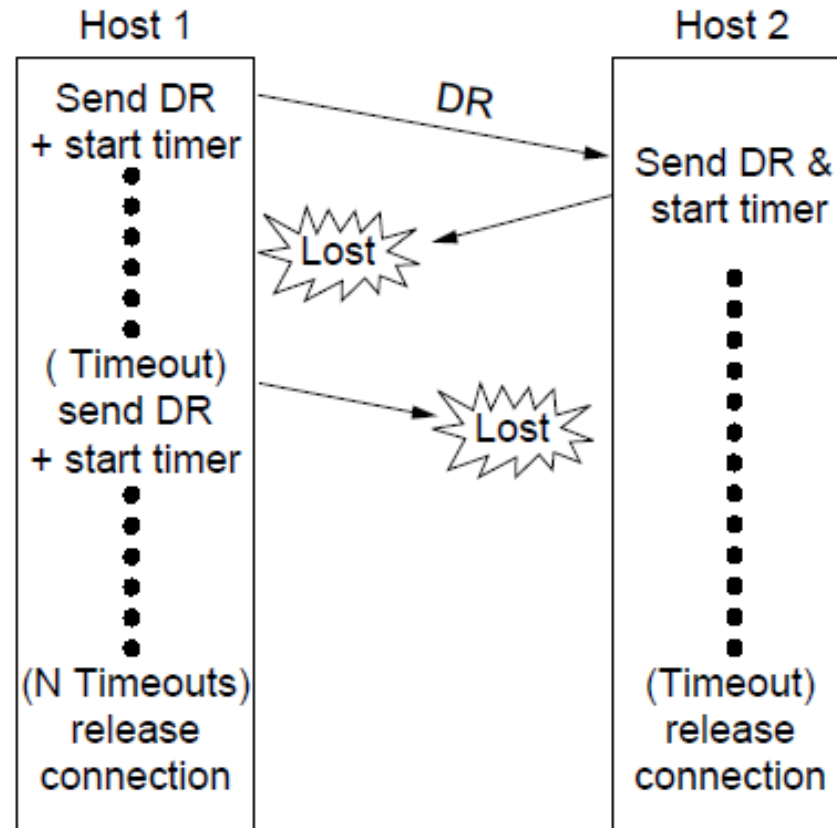 Host 1
Host 2
Send DR
+ start timer
DR
Send DR &
start timer
Lost
( Timeout)
send DR
+ start timer
Lost
(N Timeouts)
release
connection
(Timeout)
release
connection